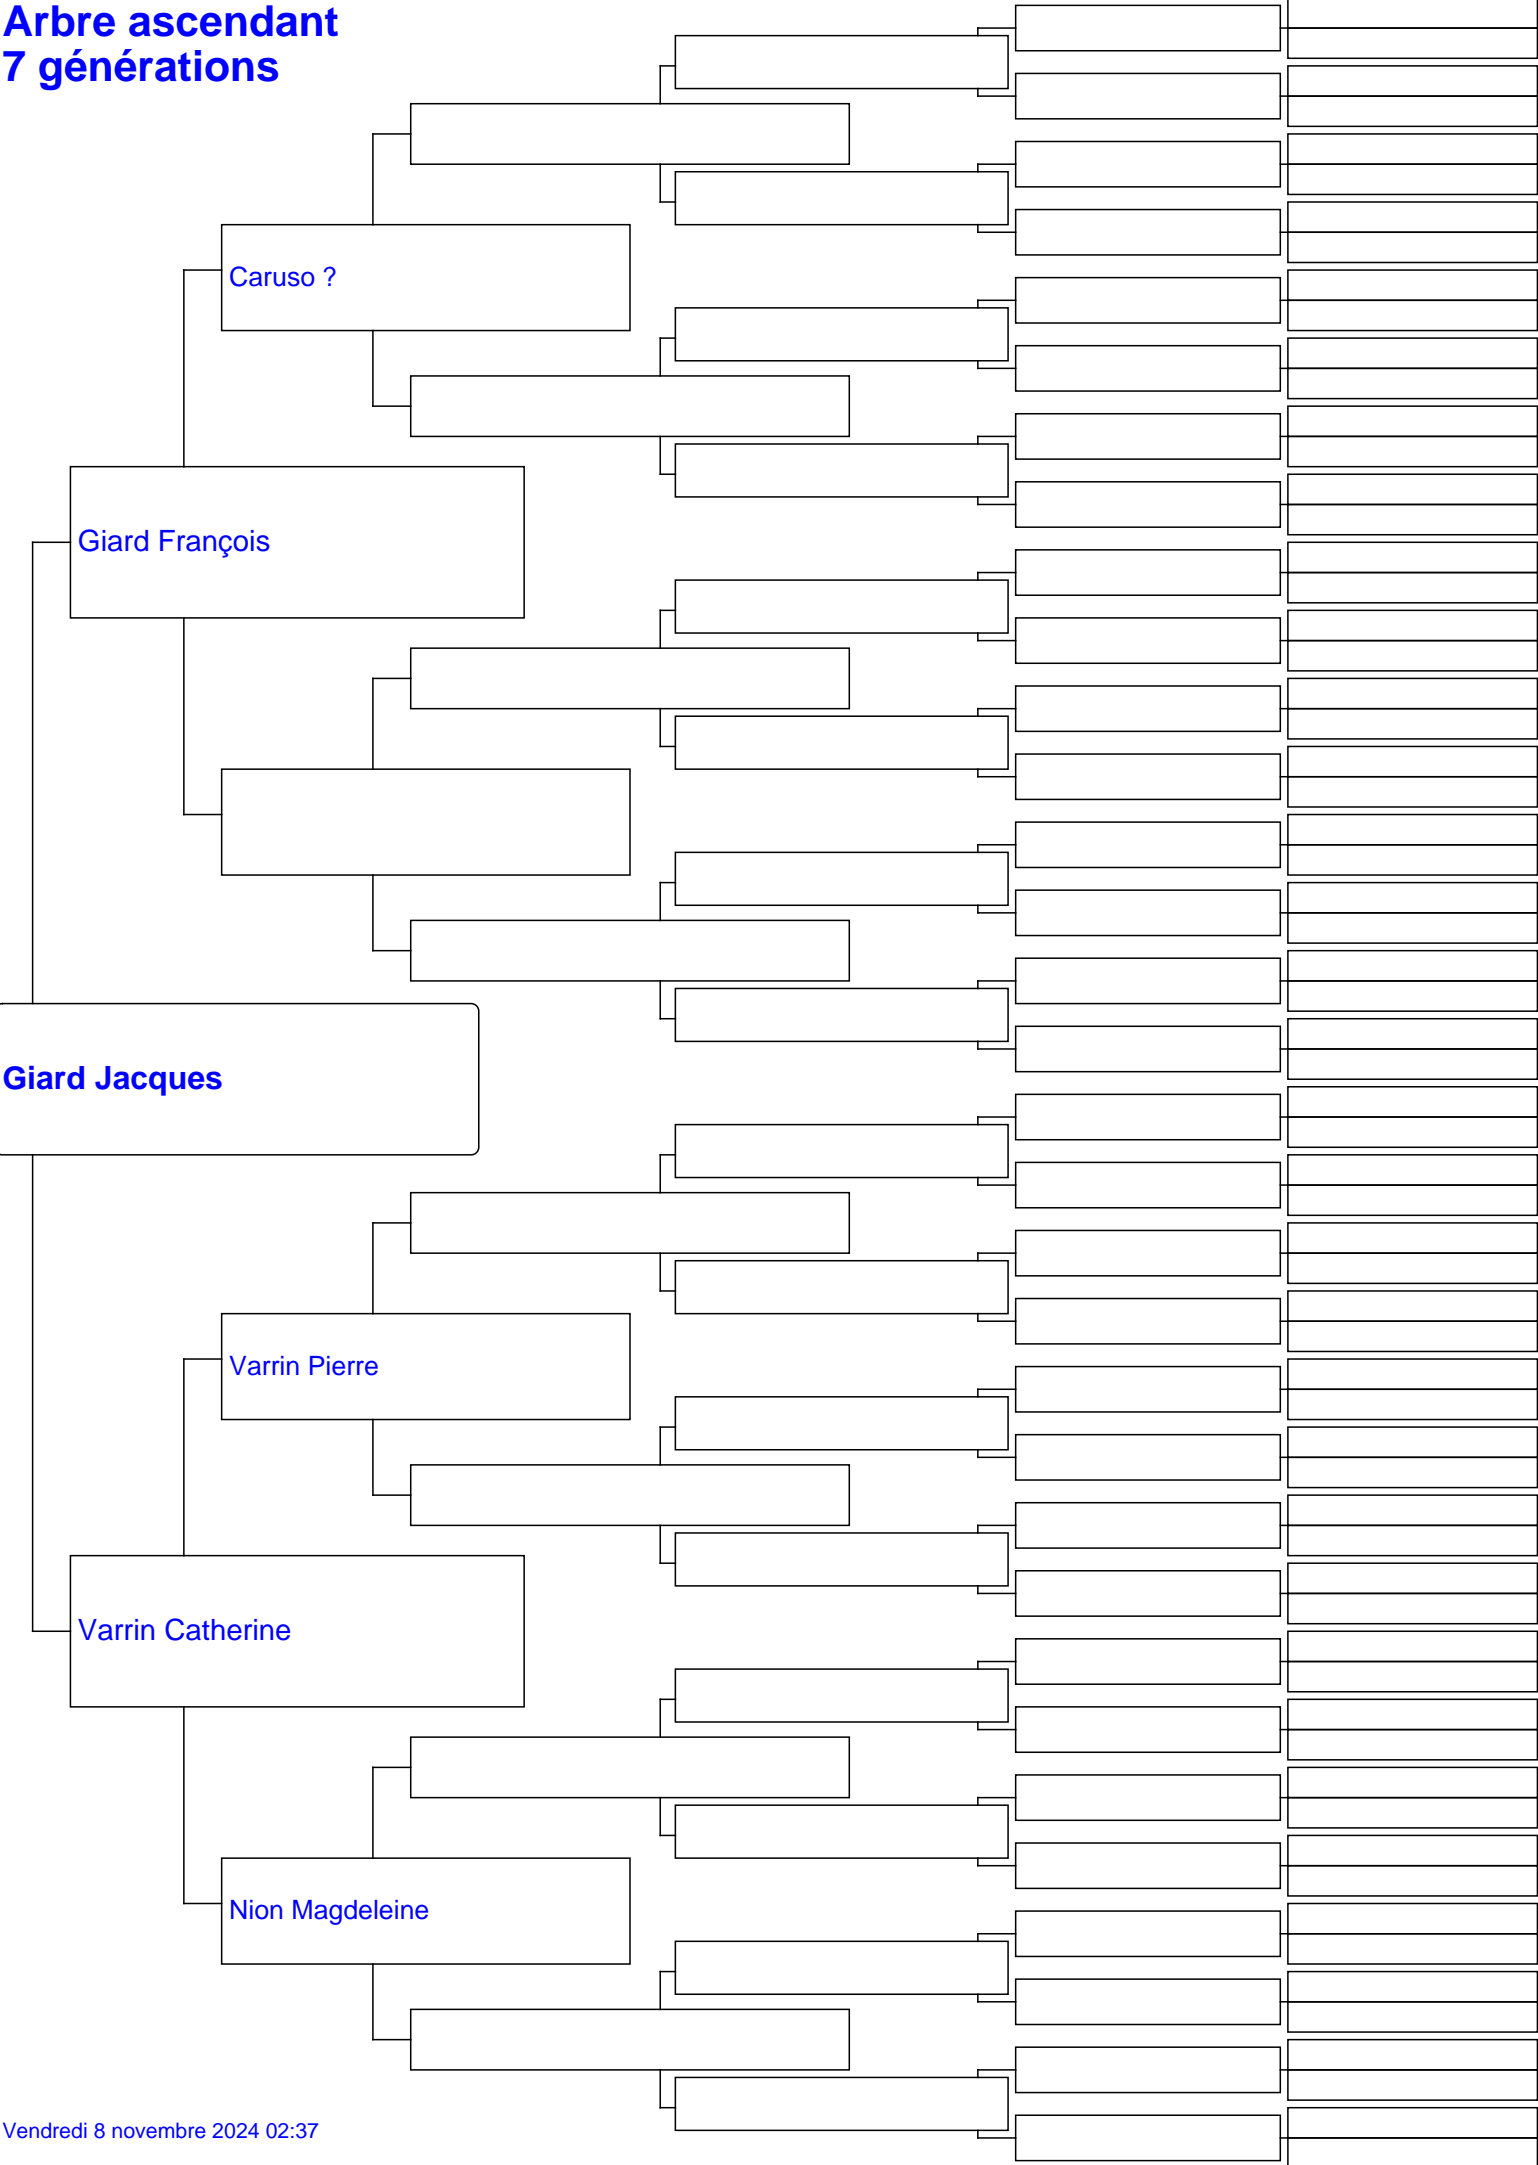 Arbre ascendant
7 générations
Caruso ?
Giard François
Giard Jacques
Varrin Pierre
Varrin Catherine
Nion Magdeleine
Vendredi 8 novembre 2024 02:37